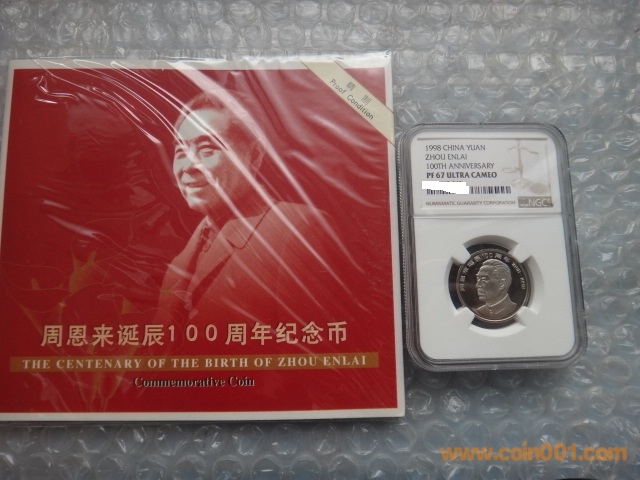 精制
Proof Condition
周恩来诞辰100周年纪念币
THE CENTENARY OF THE BIRTH OF ZHOU ENLAI
Commemorative Coin
1998 CHINA YUAN
ZHOU ENLAI
100TH ANNIVERSARY
PF 67 ULTRA CAMEO
NUMISMATIC GUARANTY CORPORATION
NGC
www.coin001.com